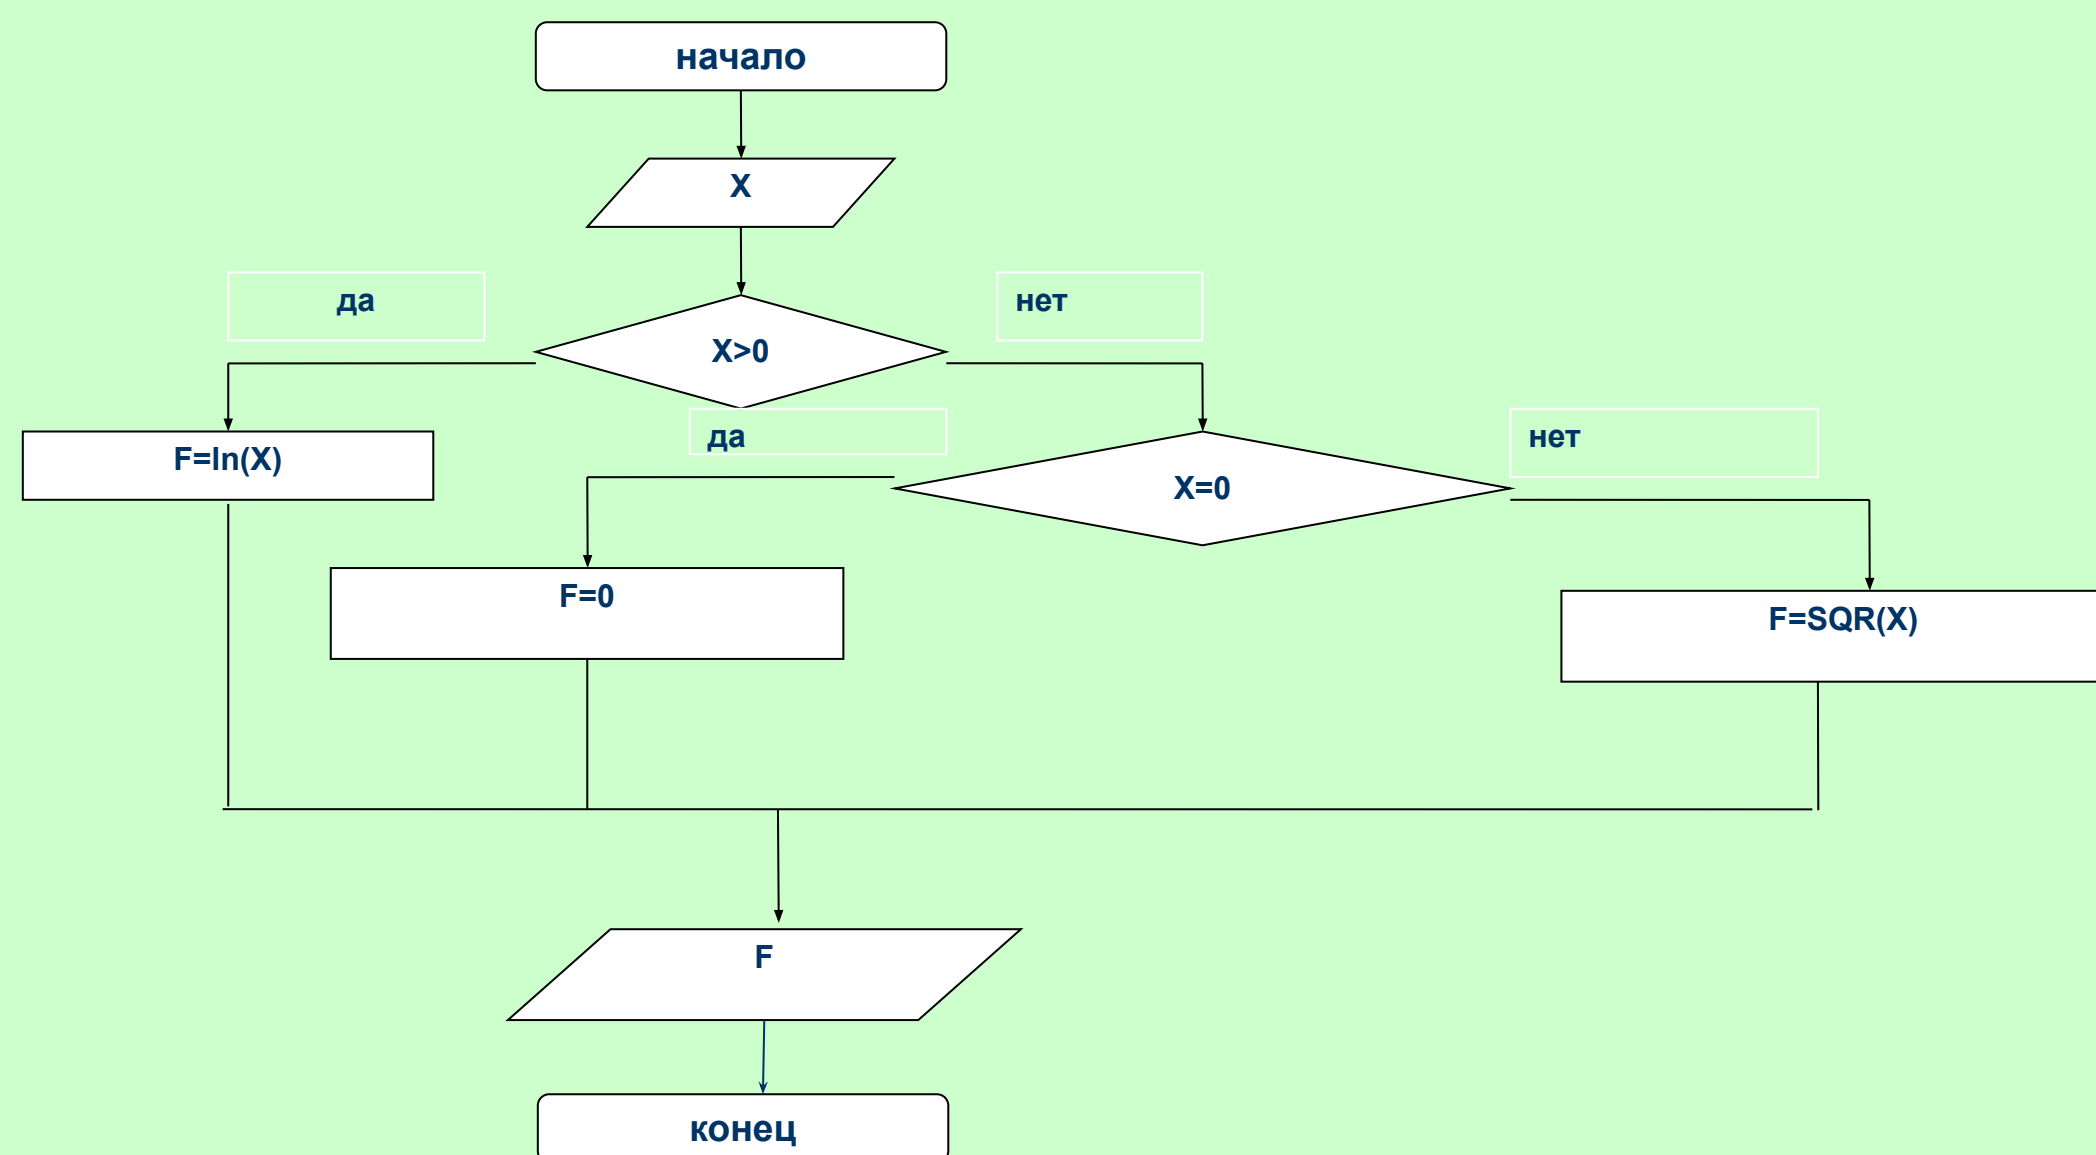 начало
X
да
нет
X>0
да
нет
F=ln(X)
X=0
F=0
F=SQR(X)
F
конец